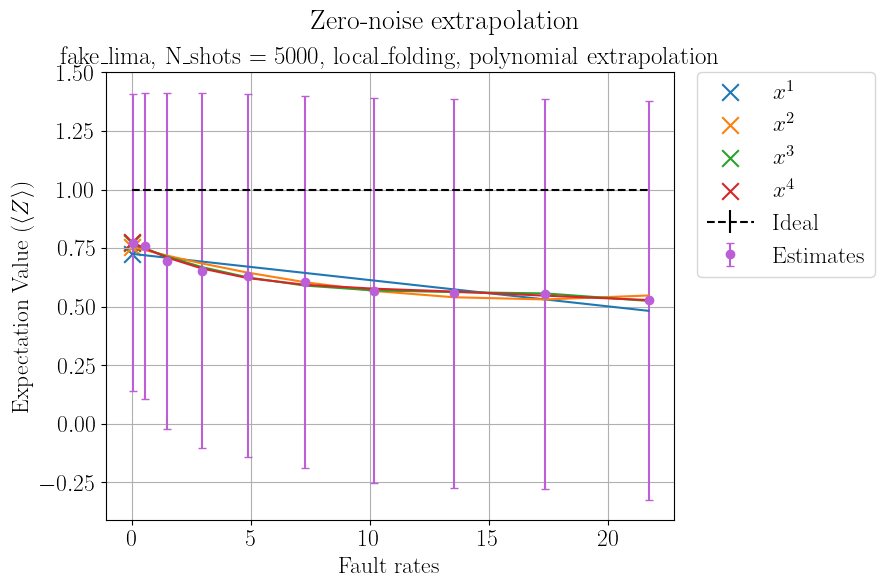 Zero-noise extrapolation
fake_lima, N_shots = 5000, local_folding, polynomial extrapolation
1.50
1.25
1.00
0.75
0.50
0.25
0.00
−0.25
Expectation Value (⟨Z⟩)
0 5 10 15 20
Fault rates
x^1
x^2
x^3
x^4
Ideal
Estimates